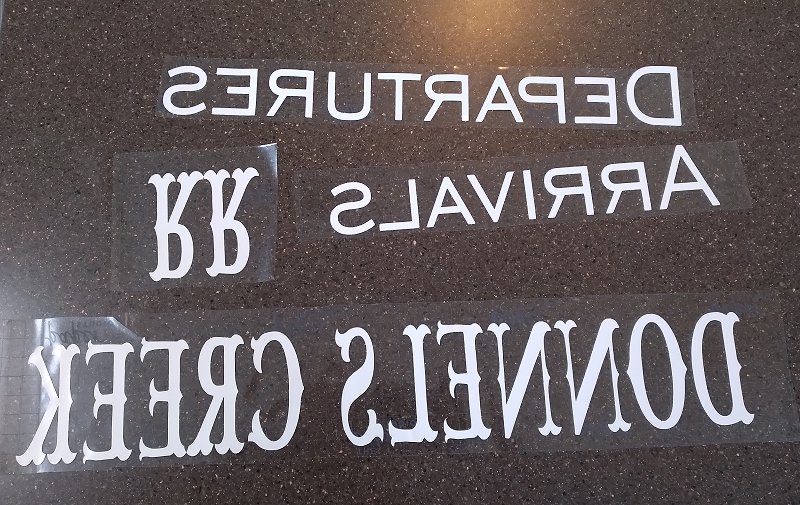 DEPARTURES
ARRIVALS
RR
DONNELS CREEK